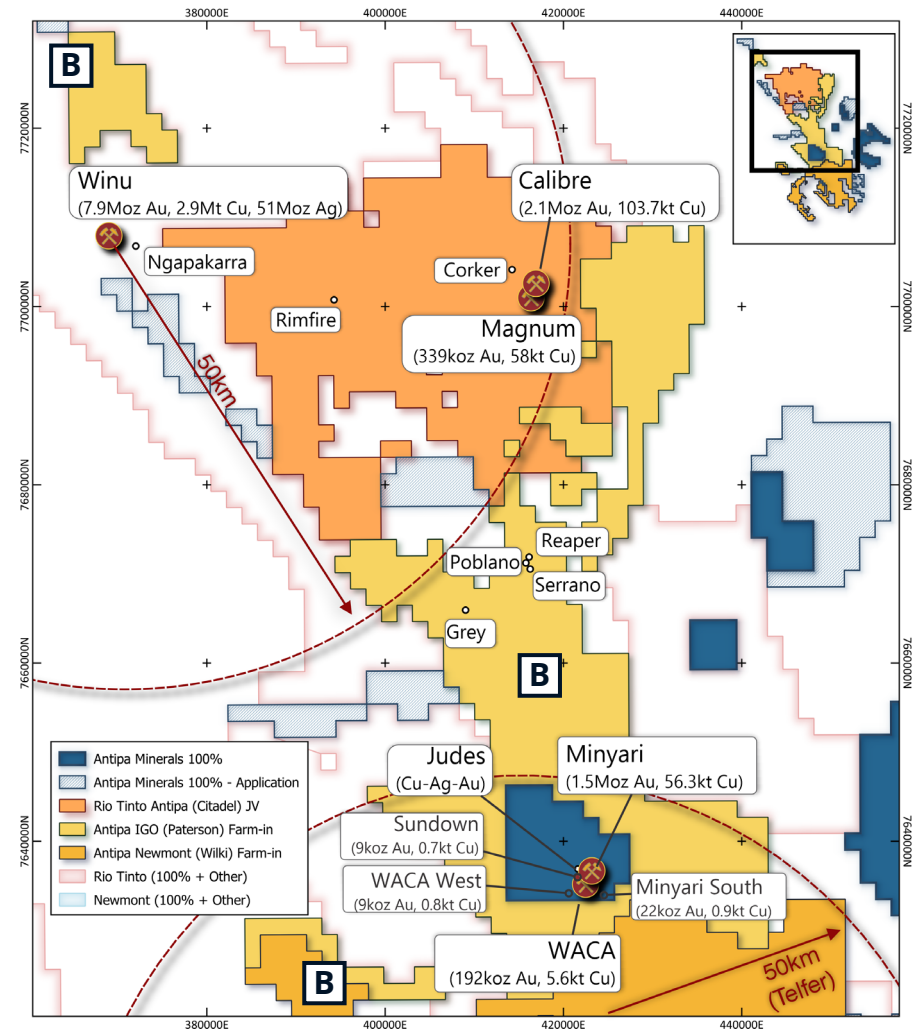 380000E
400000E
420000E
440000E
B
7720000N
7720000N
Winu
(7.9Moz Au, 2.9Mt Cu, 51Moz Ag)
Calibre
(2.1Moz Au, 103.7kt Cu)
Ngapakarra
Corker
Rimfire
7700000N
7700000N
Magnum
(339koz Au, 58kt Cu)
50km
7680000N
7680000N
Reaper
Poblano
Serrano
Grey
7660000N
7660000N
B
Antipa Minerals 100%
Antipa Minerals 100% - Application
Rio Tinto Antipa (Citadel) JV
Antipa IGO (Paterson) Farm-in
Antipa Newmont (Wilki) Farm-in
Rio Tinto (100% + Other)
Newmont (100% + Other)
Judes
(Cu-Ag-Au)
Minyari
(1.5Moz Au, 56.3kt Cu)
Sundown
(9koz Au, 0.7kt Cu)
7640000N
7640000N
WACA West
(9koz Au, 0.8kt Cu)
Minyari South
(22koz Au, 0.9kt Cu)
WACA
(192koz Au, 5.6kt Cu)
B
50km
(Telfer)
380000E
400000E
420000E
440000E